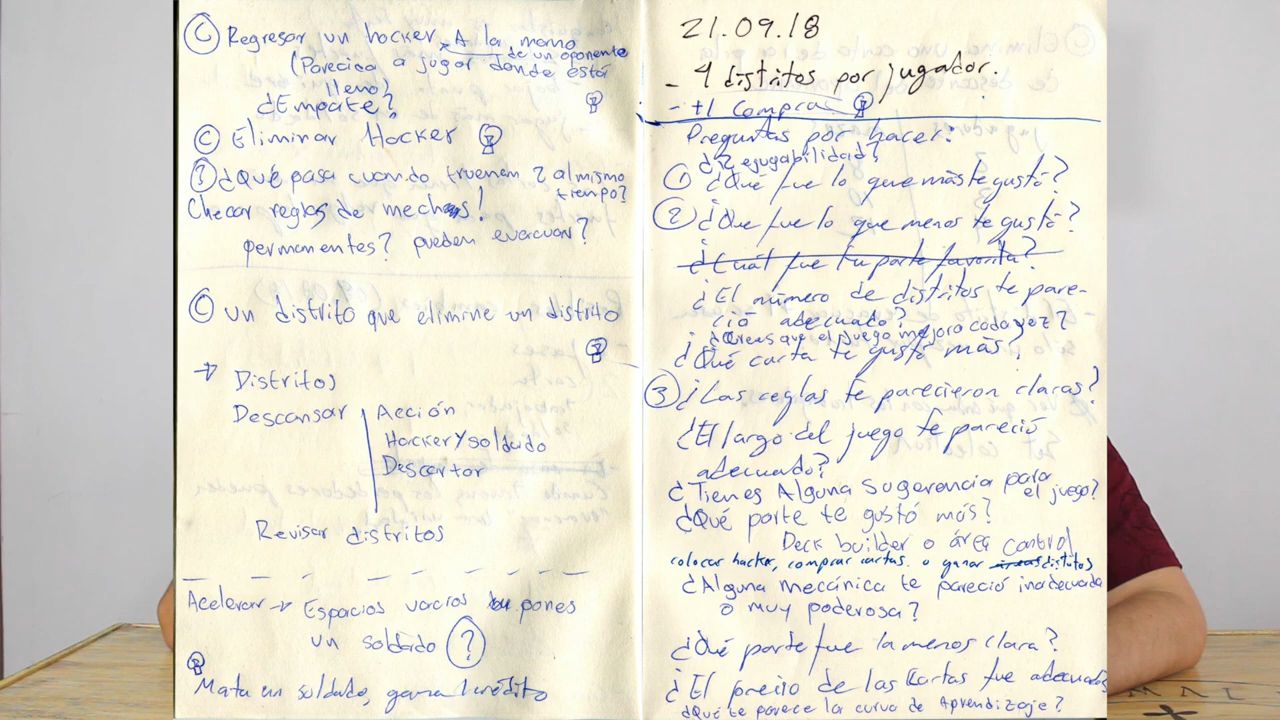 Ⓒ Regresar un hacker A la mano
de un oponente
(Parecida a jugar donde está
lleno)
¿Empate?
Ⓒ Eliminar Hacker
? ¿Qué pasa cuando truenan 2 al mismo
tiempo?
Checar reglas de mechas!
permanentes? pueden evacuar?
Ⓒ un distrito que elimine un distrito
→ Distritos
Descansar | Acción
Hacker y soldado
Descartar
Revisar distritos
Acelerar → Espacios vacíos pones
un soldado ?
Mata un soldado, gana 1 crédito
21.09.18
- 4 distritos por jugador.
- +1 Compras
Preguntas por hacer:
¿Rejugabilidad?
① ¿Qué fue lo que más te gustó?
② ¿Que fue lo que menos te gustó?
¿Cuál fue tu parte favorita?
¿El número de distritos te pare-
ció adecuado?
¿Creas que el juego mejora cada vez?
¿Qué carta te gustó más?
③ ¿Las reglas te parecieron claras?
¿El largo del juego te pareció
adecuado?
¿Tienes Alguna sugerencia para
el juego?
¿Qué parte te gustó más?
Deck builder o área control
colocar hacker, comprar cartas o ganar distritos
¿Alguna mecánica te pareció inadecuada
o muy poderosa?
¿Qué parte fue la menos clara?
¿El precio de las cartas fue adecuado
¿Qué te parece la curva de Aprendizaje?